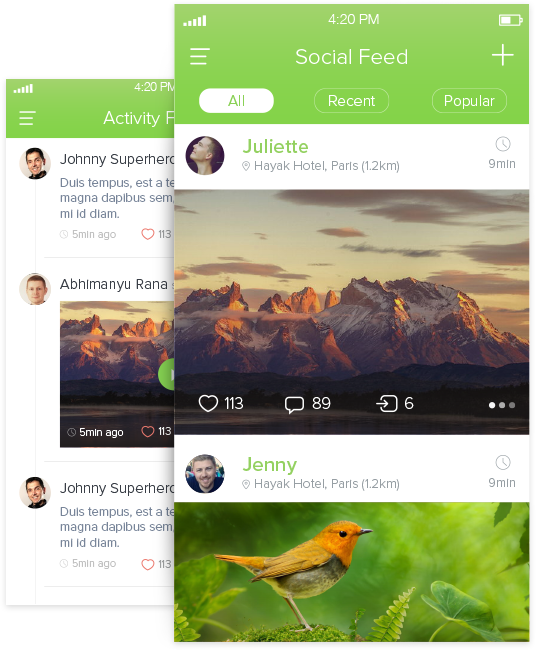 4:20 PM
Social Feed
All
Recent
Popular
Juliette
Hayak Hotel, Paris (1.2km)
9min
113
89
6
Jenny
Hayak Hotel, Paris (1.2km)
9min
4:20 PM
Activity F
Johnny Superhero
Duis tempus, est a te
magna dapibus sem,
mi id diam.
5min ago
113
Abhimanyu Rana
5min ago
113
Johnny Superhero
Duis tempus, est a te
magna dapibus sem,
mi id diam.
5min ago
113